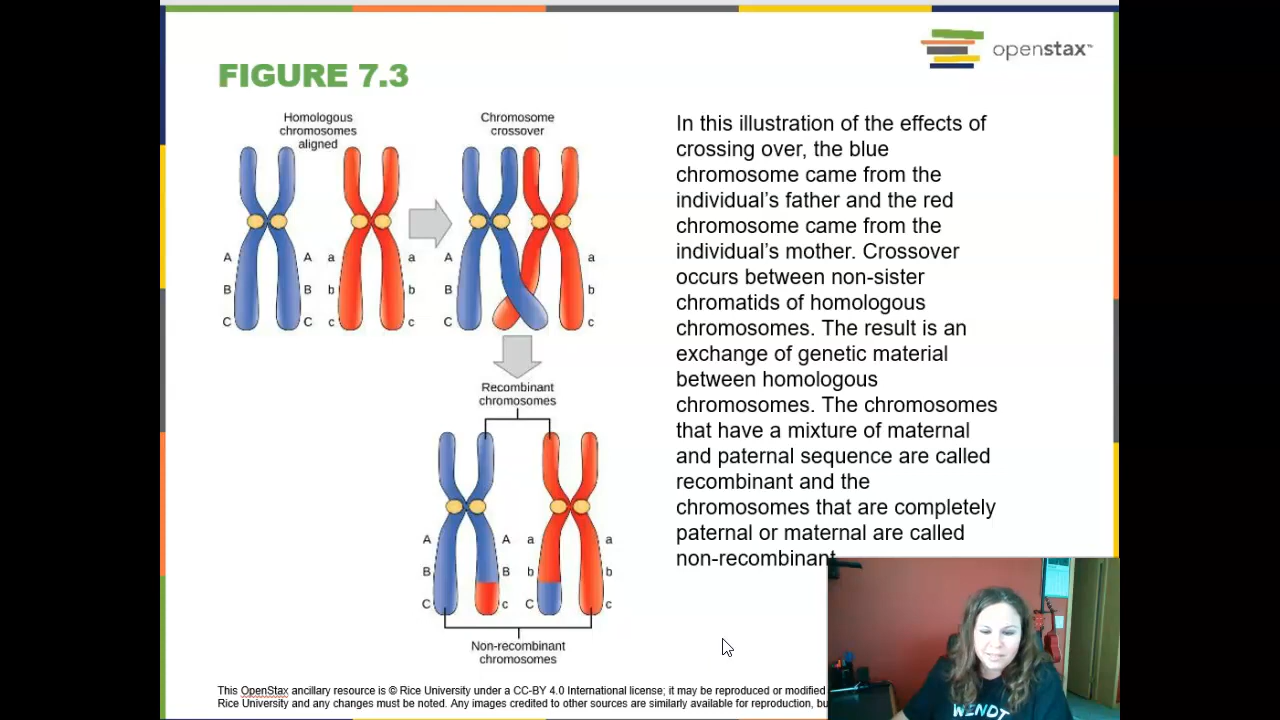 openstax™
FIGURE 7.3
Homologous
chromosomes
aligned
Chromosome
crossover
A A a a A a
B B b b B b
C C c c C c
Recombinant
chromosomes
A A a a
B B b b
C c C c
Non-recombinant
chromosomes
In this illustration of the effects of
crossing over, the blue
chromosome came from the
individual’s father and the red
chromosome came from the
individual’s mother. Crossover
occurs between non-sister
chromatids of homologous
chromosomes. The result is an
exchange of genetic material
between homologous
chromosomes. The chromosomes
that have a mixture of maternal
and paternal sequence are called
recombinant and the
chromosomes that are completely
paternal or maternal are called
non-recombinant
This OpenStax ancillary resource is © Rice University under a CC-BY 4.0 International license; it may be reproduced or modified
Rice University and any changes must be noted. Any images credited to other sources are similarly available for reproduction, bu
WENDT